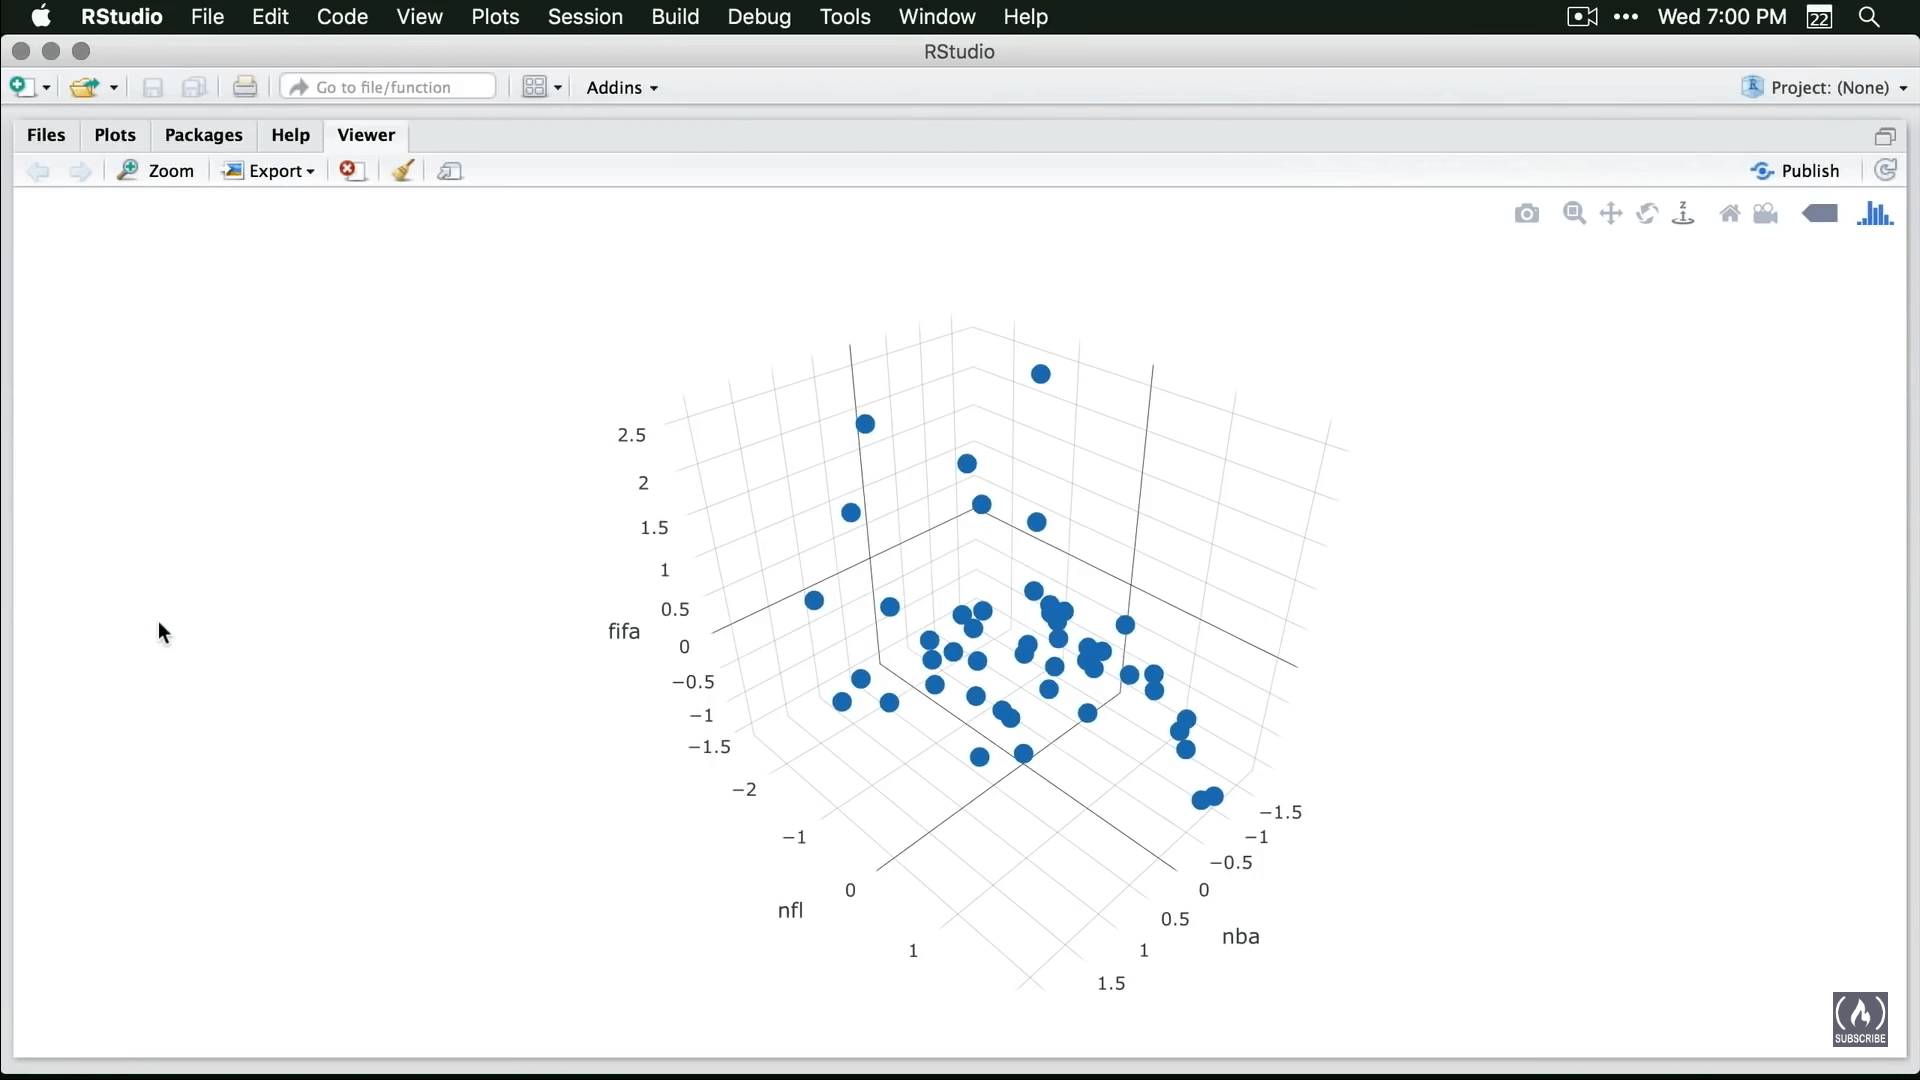 RStudio File Edit Code View Plots Session Build Debug Tools Window Help Wed 7:00 PM 22
RStudio
Go to file/function Addins Project: (None)
Files Plots Packages Help Viewer
Zoom Export Publish
2.5
2
1.5
1
0.5
fifa
0
−0.5
−1
−1.5
−2
−1
0
nfl
1
−1.5
−1
−0.5
0
0.5
nba
1
1.5
SUBSCRIBE